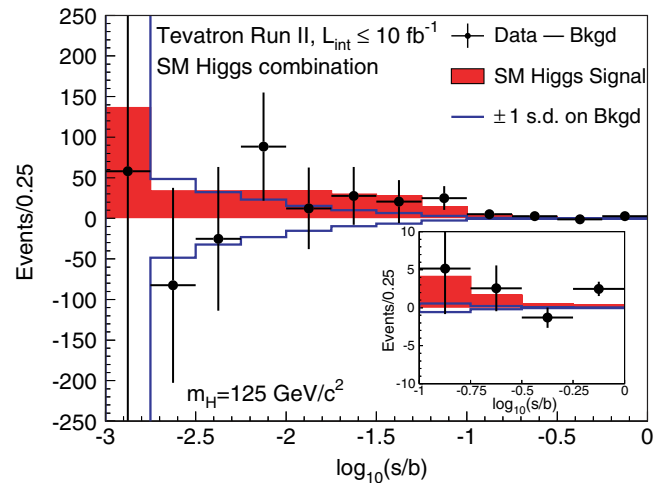 Tevatron Run II, L_int ≤ 10 fb⁻¹
SM Higgs combination
Data — Bkgd
SM Higgs Signal
±1 s.d. on Bkgd
m_H=125 GeV/c²
Events/0.25
250
200
150
100
50
0
-50
-100
-150
-200
-250
-3
-2.5
-2
-1.5
-1
-0.5
0
log₁₀(s/b)
Events/0.25
10
5
0
-5
-10
-1
-0.75
-0.5
-0.25
0
log₁₀(s/b)